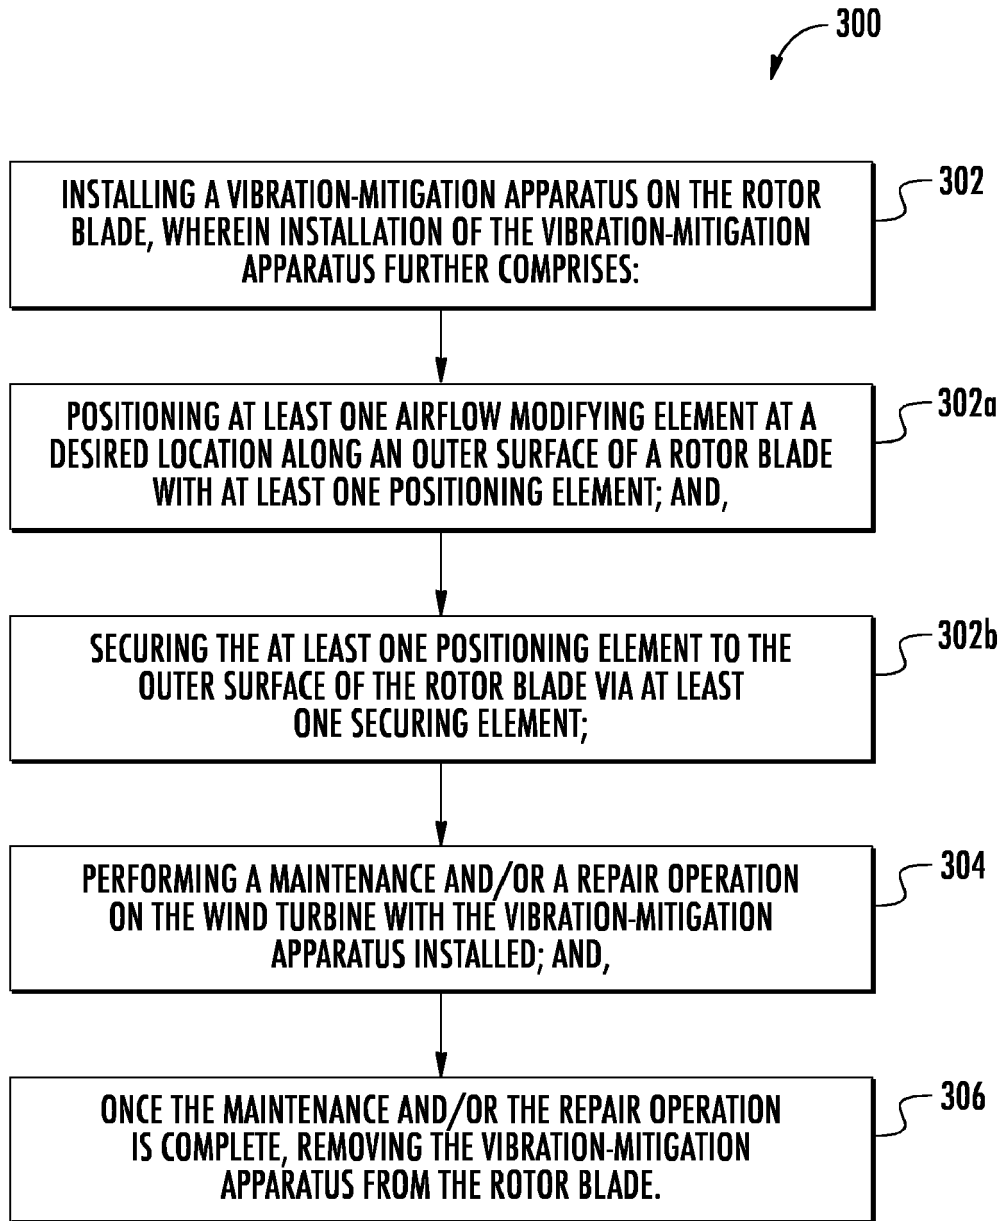 300
INSTALLING A VIBRATION-MITIGATION APPARATUS ON THE ROTOR
BLADE, WHEREIN INSTALLATION OF THE VIBRATION-MITIGATION
APPARATUS FURTHER COMPRISES:
302
POSITIONING AT LEAST ONE AIRFLOW MODIFYING ELEMENT AT A
DESIRED LOCATION ALONG AN OUTER SURFACE OF A ROTOR BLADE
WITH AT LEAST ONE POSITIONING ELEMENT; AND,
302a
SECURING THE AT LEAST ONE POSITIONING ELEMENT TO THE
OUTER SURFACE OF THE ROTOR BLADE VIA AT LEAST
ONE SECURING ELEMENT;
302b
PERFORMING A MAINTENANCE AND/OR A REPAIR OPERATION
ON THE WIND TURBINE WITH THE VIBRATION-MITIGATION
APPARATUS INSTALLED; AND,
304
ONCE THE MAINTENANCE AND/OR THE REPAIR OPERATION
IS COMPLETE, REMOVING THE VIBRATION-MITIGATION
APPARATUS FROM THE ROTOR BLADE.
306